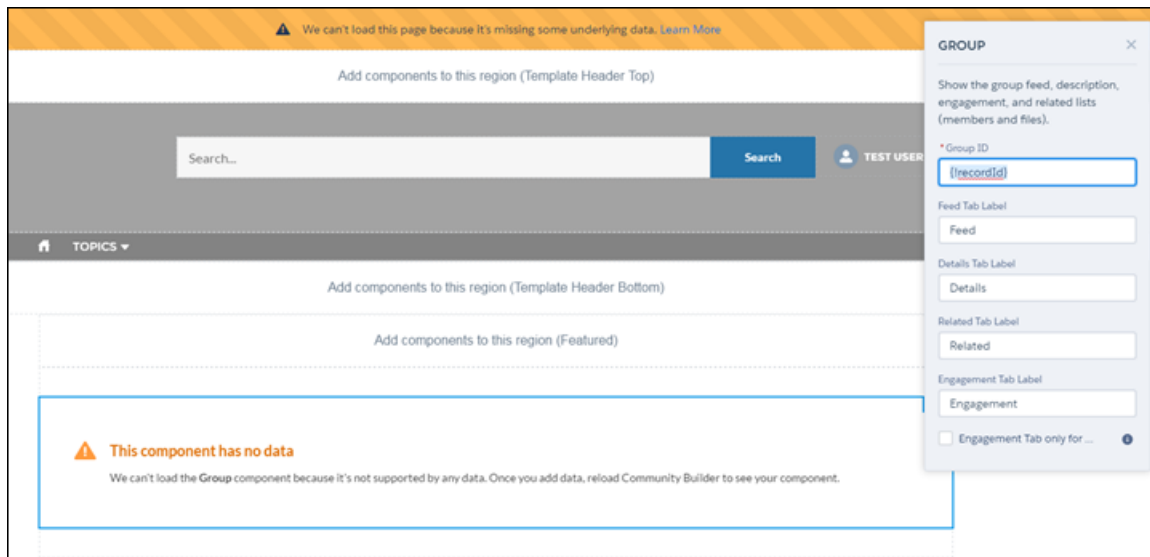 We can't load this page because it's missing some underlying data. Learn More
Add components to this region (Template Header Top)
Search...
Search
TEST USER
TOPICS
Add components to this region (Template Header Bottom)
Add components to this region (Featured)
This component has no data
We can't load the Group component because it's not supported by any data. Once you add data, reload Community Builder to see your component.
GROUP
Show the group feed, description,
engagement, and related lists
(members and files).
* Group ID
{!recordId}
Feed Tab Label
Feed
Details Tab Label
Details
Related Tab Label
Related
Engagement Tab Label
Engagement
Engagement Tab only for ...